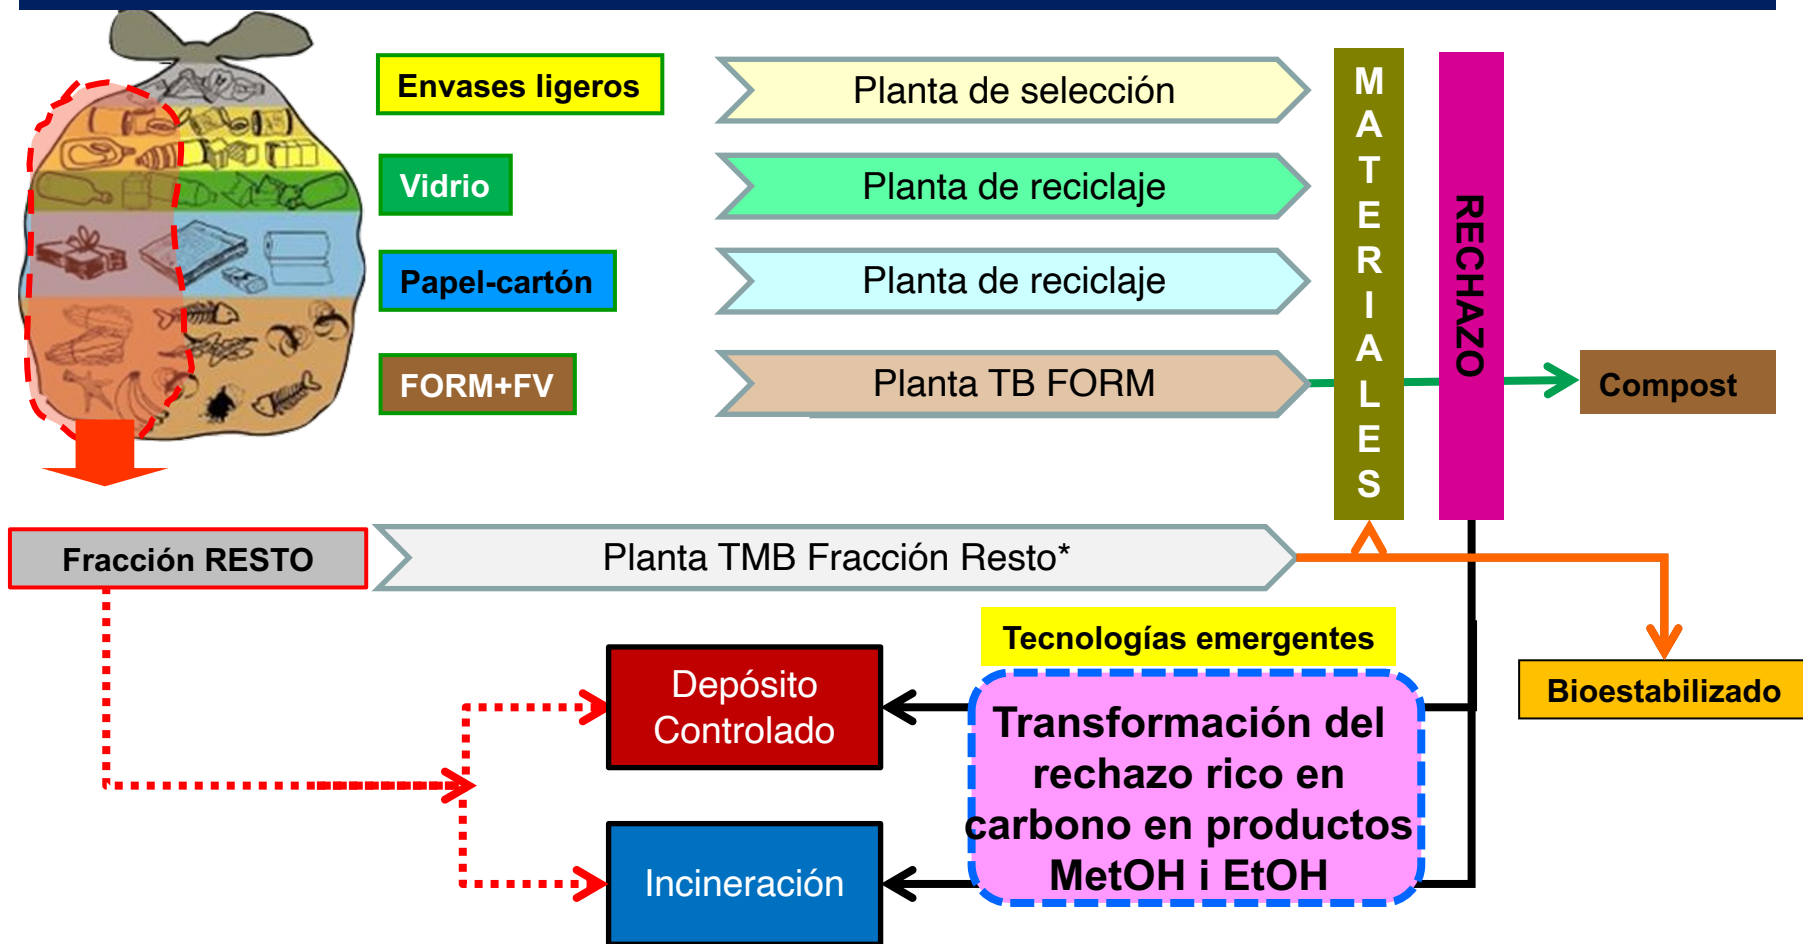 Envases ligeros
Planta de selección
Vidrio
Planta de reciclaje
Papel-cartón
Planta de reciclaje
FORM+FV
Planta TB FORM
MATERIALES
RECHAZO
Compost
Fracción RESTO
Planta TMB Fracción Resto*
Tecnologías emergentes
Depósito
Controlado
Transformación del
rechazo rico en
carbono en productos
MetOH i EtOH
Bioestabilizado
Incineración